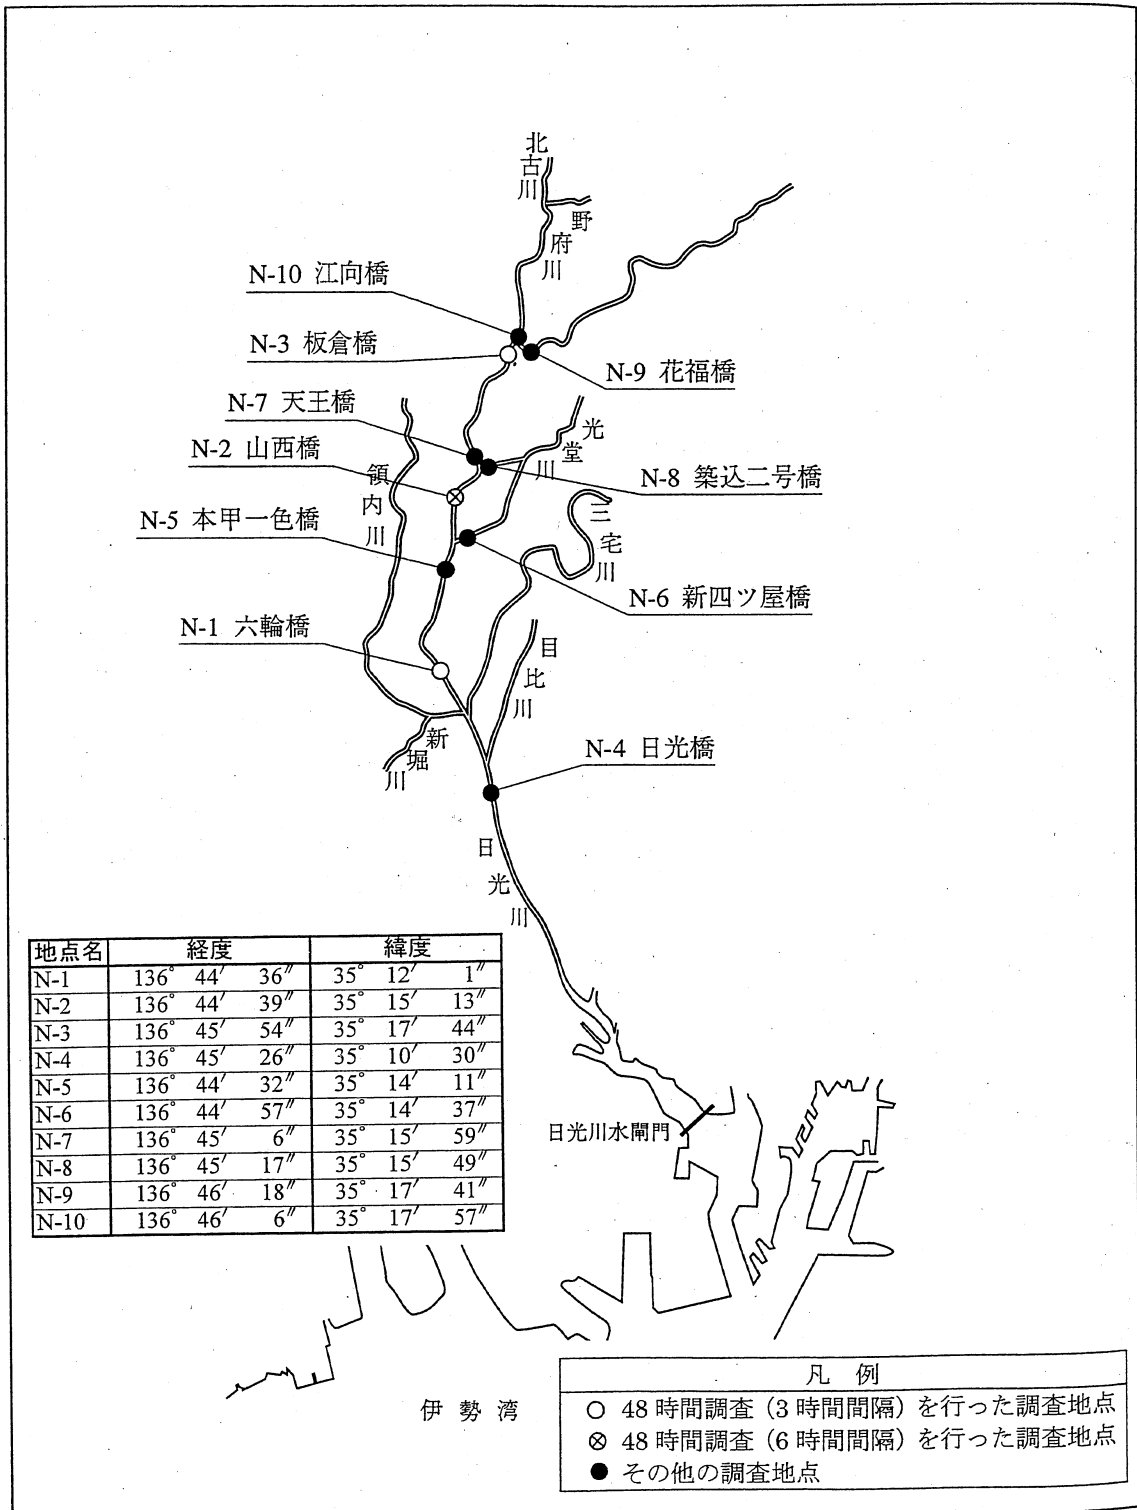 北古川
野府川
N-10 江向橋
N-3 板倉橋
N-9 花福橋
N-7 天王橋
光堂川
N-2 山西橋
N-8 築込二号橋
領内川
三宅川
N-5 本甲一色橋
N-6 新四ツ屋橋
N-1 六輪橋
目比川
新堀川
N-4 日光橋
日光川
地点名 経度 緯度
N-1 136° 44′ 36″ 35° 12′ 1″
N-2 136° 44′ 39″ 35° 15′ 13″
N-3 136° 45′ 54″ 35° 17′ 44″
N-4 136° 45′ 26″ 35° 10′ 30″
N-5 136° 44′ 32″ 35° 14′ 11″
N-6 136° 44′ 57″ 35° 14′ 37″
N-7 136° 45′ 6″ 35° 15′ 59″
N-8 136° 45′ 17″ 35° 15′ 49″
N-9 136° 46′ 18″ 35° 17′ 41″
N-10 136° 46′ 6″ 35° 17′ 57″
日光川水閘門
伊勢湾
凡例
○ 48時間調査(3時間間隔)を行った調査地点
⊗ 48時間調査(6時間間隔)を行った調査地点
● その他の調査地点